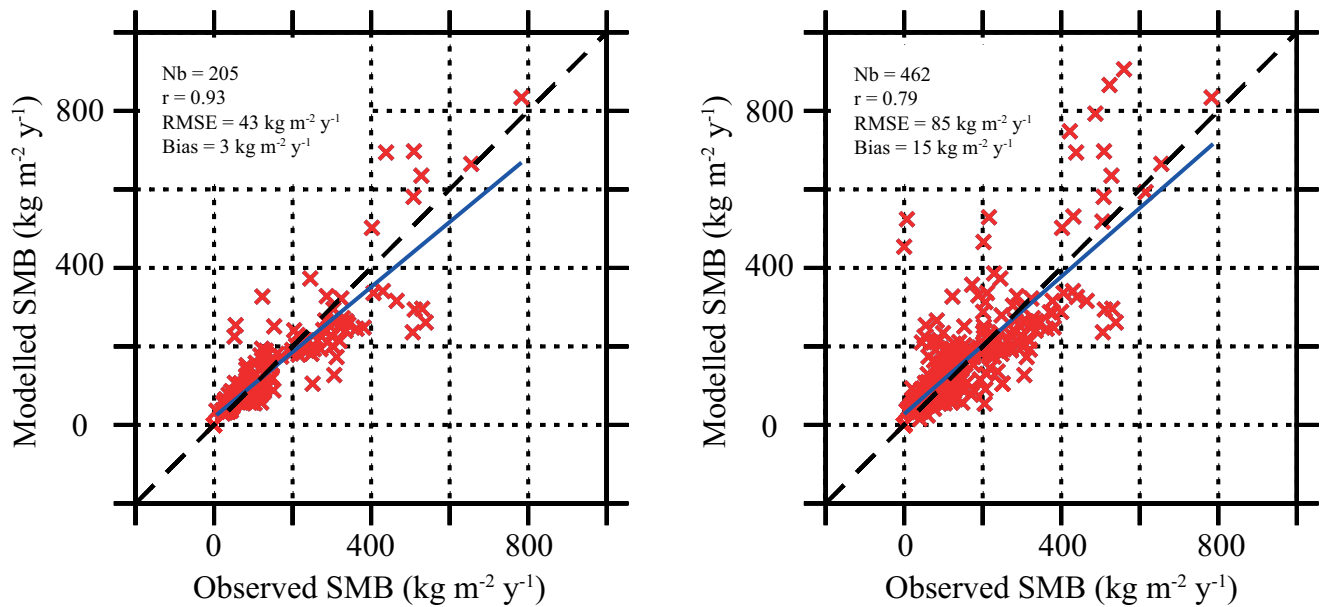 Nb = 205
r = 0.93
RMSE = 43 kg m⁻² y⁻¹
Bias = 3 kg m⁻² y⁻¹
800
400
0
Modelled SMB (kg m⁻² y⁻¹)
0 400 800
Observed SMB (kg m⁻² y⁻¹)
Nb = 462
r = 0.79
RMSE = 85 kg m⁻² y⁻¹
Bias = 15 kg m⁻² y⁻¹
800
400
0
Modelled SMB (kg m⁻² y⁻¹)
0 400 800
Observed SMB (kg m⁻² y⁻¹)